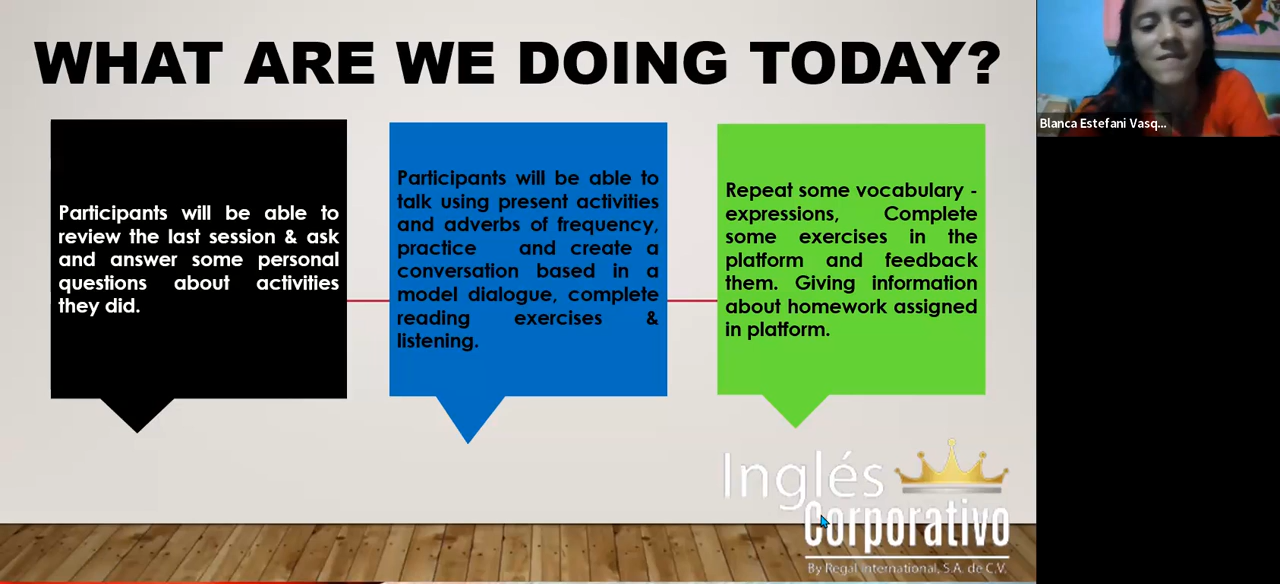 WHAT ARE WE DOING TODAY?
Participants will be able to
review the last session & ask
and answer some personal
questions about activities
they did.
Participants will be able to
talk using present activities
and adverbs of frequency,
practice and create a
conversation based in a
model dialogue, complete
reading exercises &
listening.
Repeat some vocabulary -
expressions, Complete
some exercises in the
platform and feedback
them. Giving information
about homework assigned
in platform.
Inglés
Corporativo
By Regal International, S.A. de C.V.
Blanca Estefani Vasq...